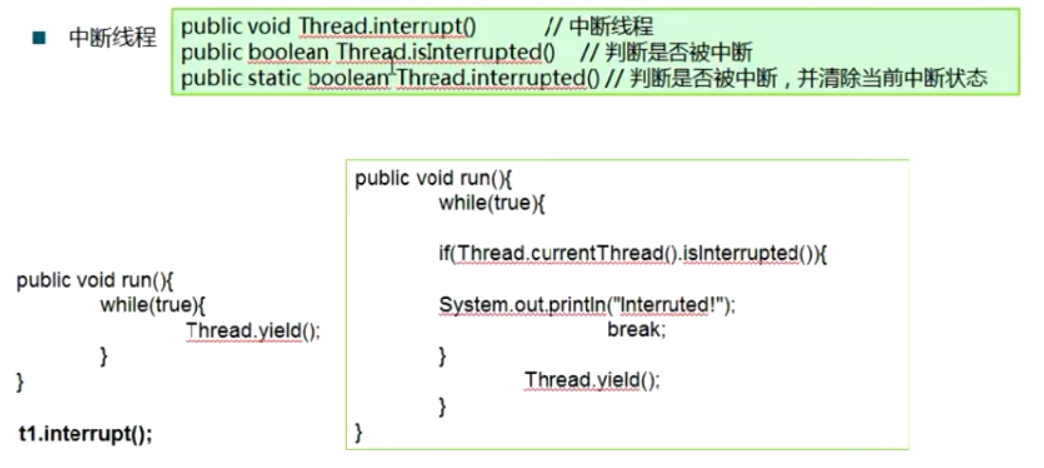 中断线程
public void Thread.interrupt() // 中断线程
public boolean Thread.isInterrupted() // 判断是否被中断
public static boolean Thread.interrupted() // 判断是否被中断，并清除当前中断状态
public void run(){
while(true){
Thread.yield();
}
}
t1.interrupt();
public void run(){
while(true){
if(Thread.currentThread().isInterrupted()){
System.out.println("Interruted!");
break;
}
Thread.yield();
}
}